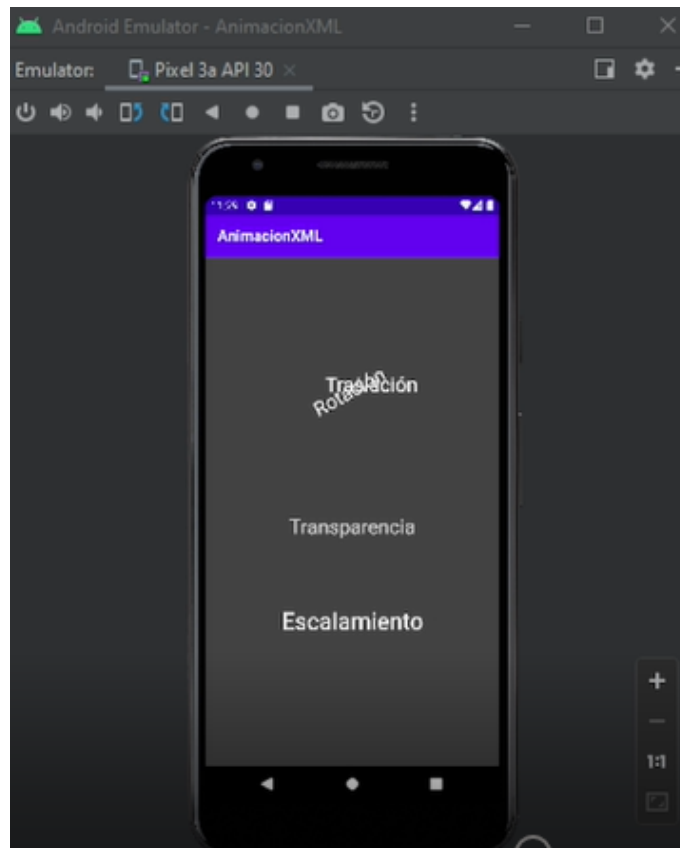 Android Emulator - AnimacionXML
Emulator:
Pixel 3a API 30
AnimacionXML
Traslación
Rotación
Transparencia
Escalamiento
1:1